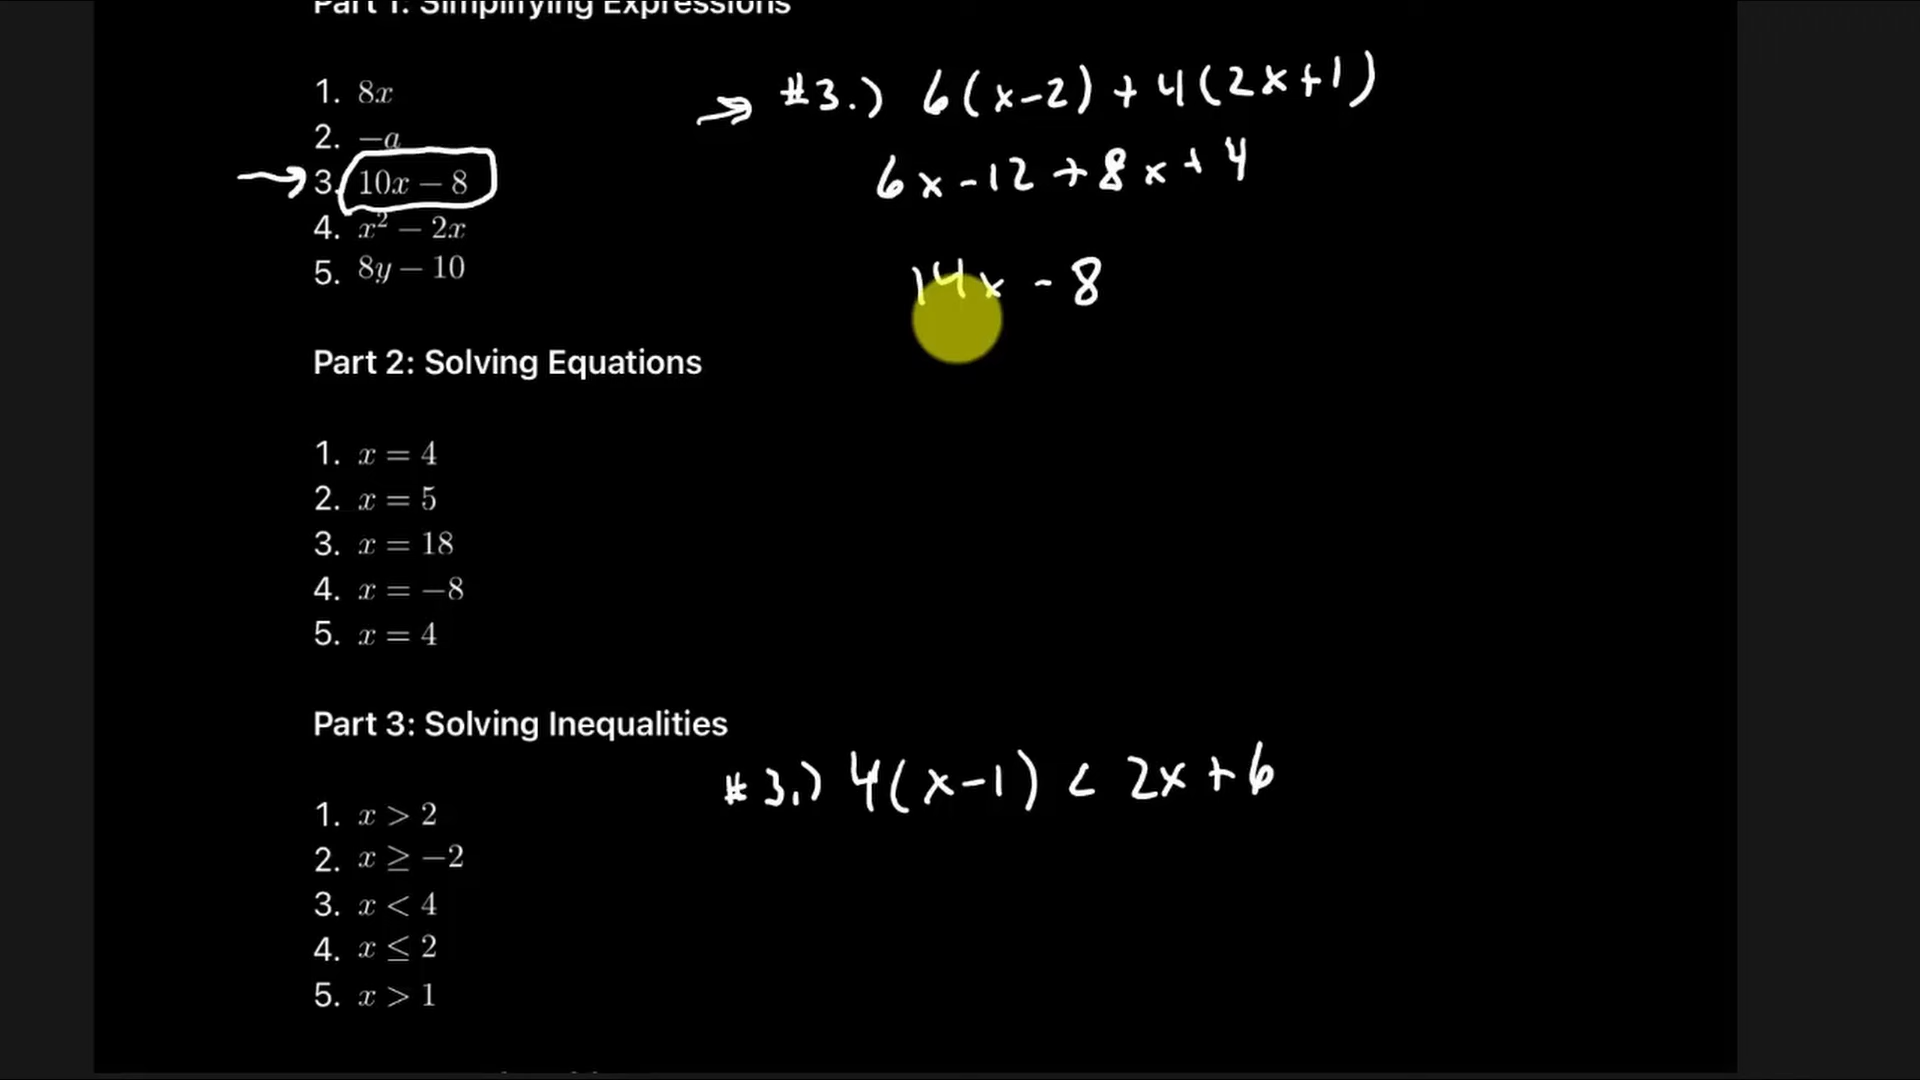 Part 1: Simplifying Expressions
1. 8x
2. −a
3. 10x − 8
4. x² − 2x
5. 8y − 10
#3.) 6(x-2) + 4(2x+1)
6x - 12 + 8x + 4
14x - 8
Part 2: Solving Equations
1. x = 4
2. x = 5
3. x = 18
4. x = −8
5. x = 4
Part 3: Solving Inequalities
#3.) 4(x-1) < 2x + 6
1. x > 2
2. x ≥ −2
3. x < 4
4. x ≤ 2
5. x > 1